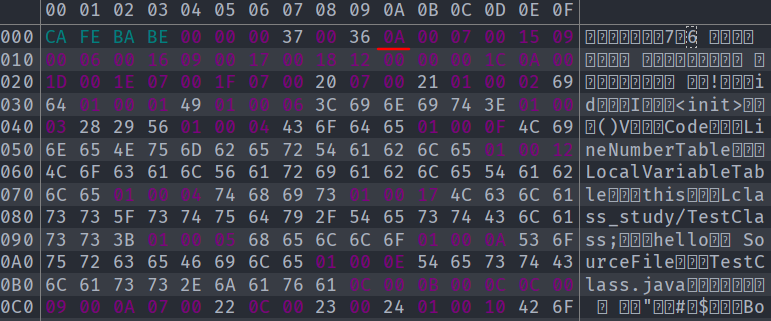 00 01 02 03 04 05 06 07 08 09 0A 0B 0C 0D 0E 0F
000 CA FE BA BE 00 00 00 37 00 36 0A 00 07 00 15 09 76
010 00 06 00 16 09 00 17 00 18 12 00 00 00 1C 0A 00
020 1D 00 1E 07 00 1F 07 00 20 07 00 21 01 00 02 69 !i
030 64 01 00 01 49 01 00 06 3C 69 6E 69 74 3E 01 00 dI<init>
040 03 28 29 56 01 00 04 43 6F 64 65 01 00 0F 4C 69 ()VCodeLi
050 6E 65 4E 75 6D 62 65 72 54 61 62 6C 65 01 00 12 neNumberTable
060 4C 6F 63 61 6C 56 61 72 69 61 62 6C 65 54 61 62 LocalVariableTab
070 6C 65 01 00 04 74 68 69 73 01 00 17 4C 63 6C 61 lethisLcla
080 73 73 5F 73 74 75 64 79 2F 54 65 73 74 43 6C 61 ss_study/TestCla
090 73 73 3B 01 00 05 68 65 6C 6C 6F 01 00 0A 53 6F ss;hello So
0A0 75 72 63 65 46 69 6C 65 01 00 0E 54 65 73 74 43 urceFileTestC
0B0 6C 61 73 73 2E 6A 61 76 61 0C 00 0B 00 0C 0C 00 lass.java
0C0 09 00 0A 07 00 22 0C 00 23 00 24 01 00 10 42 6F "#$Bo